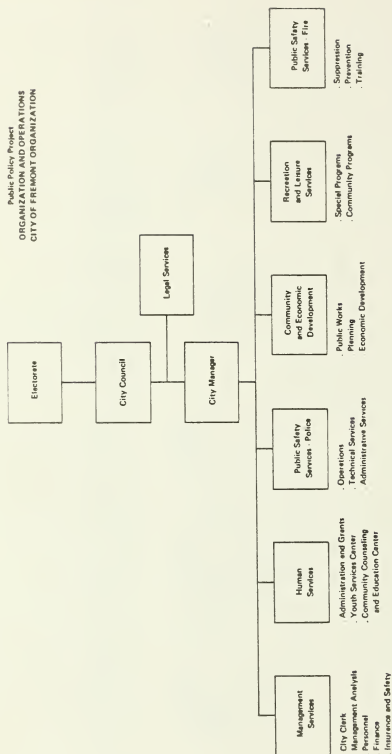 Public Policy Project
ORGANIZATION AND OPERATIONS
CITY OF FREMONT ORGANIZATION
Electorate
City Council
Legal Services
City Manager
Management
Services
City Clerk
Management Analysis
Personnel
Finance
Insurance and Safety
Human
Services
. Administration and Grants
. Youth Services Center
. Community Counseling
and Education Center
Public Safety
Services - Police
. Operations
. Technical Services
. Administrative Services
Community
and Economic
Development
. Public Works
Planning
Economic Development
Recreation
and Leisure
Services
. Special Programs
. Community Programs
Public Safety
Services - Fire
. Suppression
. Prevention
. Training